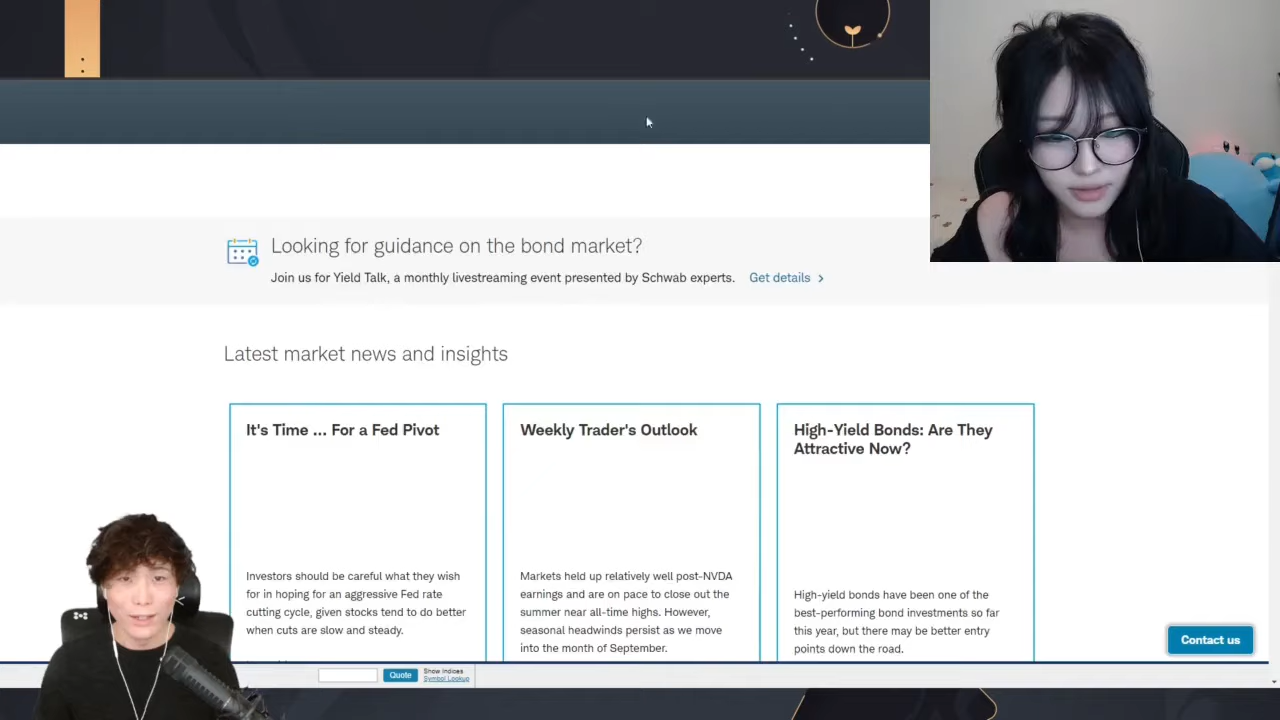 Looking for guidance on the bond market?
Join us for Yield Talk, a monthly livestreaming event presented by Schwab experts. Get details >
Latest market news and insights
It's Time ... For a Fed Pivot
Investors should be careful what they wish
for in hoping for an aggressive Fed rate
cutting cycle, given stocks tend to do better
when cuts are slow and steady.
Weekly Trader's Outlook
Markets held up relatively well post-NVDA
earnings and are on pace to close out the
summer near all-time highs. However,
seasonal headwinds persist as we move
into the month of September.
High-Yield Bonds: Are They
Attractive Now?
High-yield bonds have been one of the
best-performing bond investments so far
this year, but there may be better entry
points down the road.
Contact us
Quote
Show Indices
Symbol Lookup